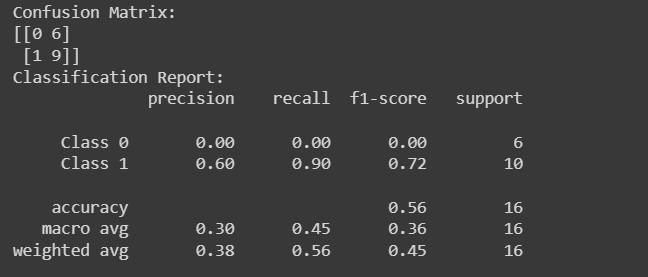 Confusion Matrix:
[[0 6]
 [1 9]]
Classification Report:
              precision    recall  f1-score   support

     Class 0       0.00      0.00      0.00         6
     Class 1       0.60      0.90      0.72        10

    accuracy                           0.56        16
   macro avg       0.30      0.45      0.36        16
weighted avg       0.38      0.56      0.45        16